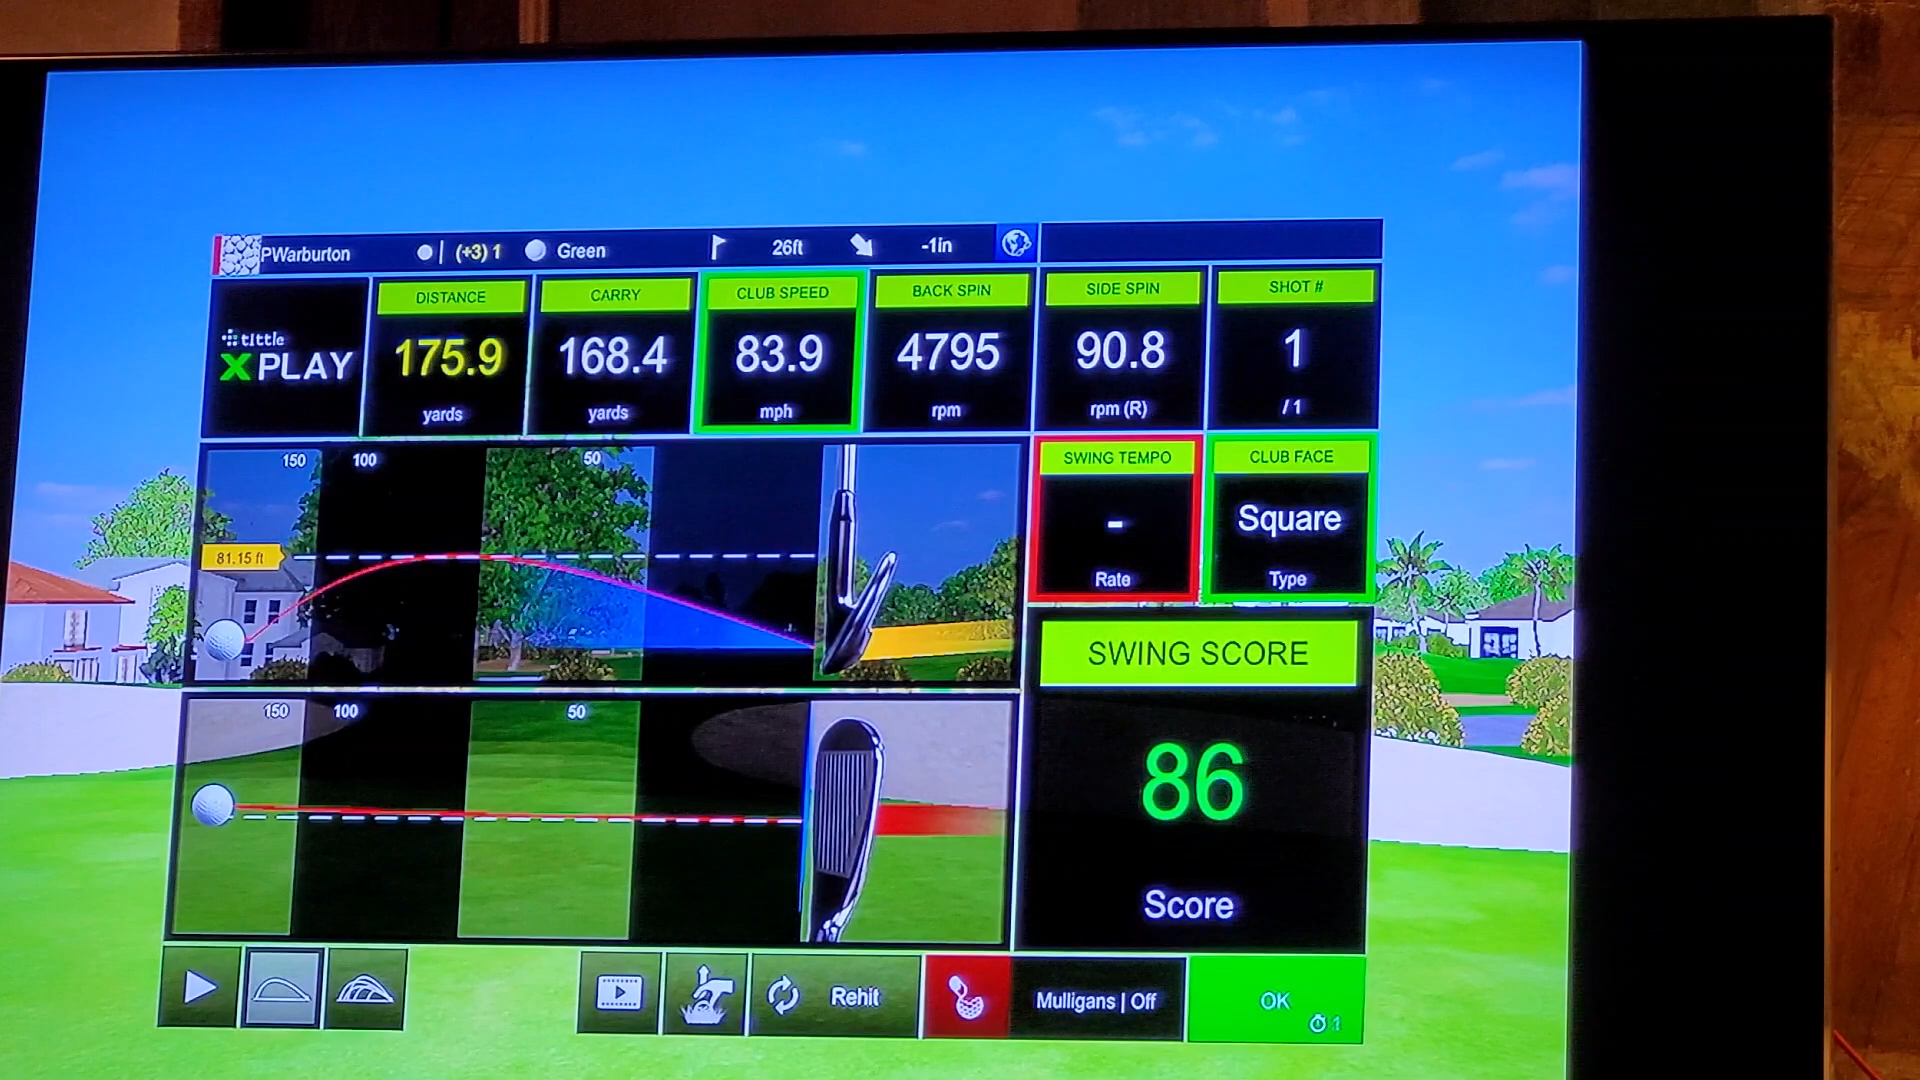 PWarburton (+3) 1 Green 26ft -1in
DISTANCE CARRY CLUB SPEED BACK SPIN SIDE SPIN SHOT #
tittle
X PLAY
175.9 168.4 83.9 4795 90.8 1
yards yards mph rpm rpm (R) / 1
150 100 50
SWING TEMPO CLUB FACE
- Square
81.15 ft
Rate Type
SWING SCORE
150 100 50
86
Score
Rehit Mulligans | Off OK
1